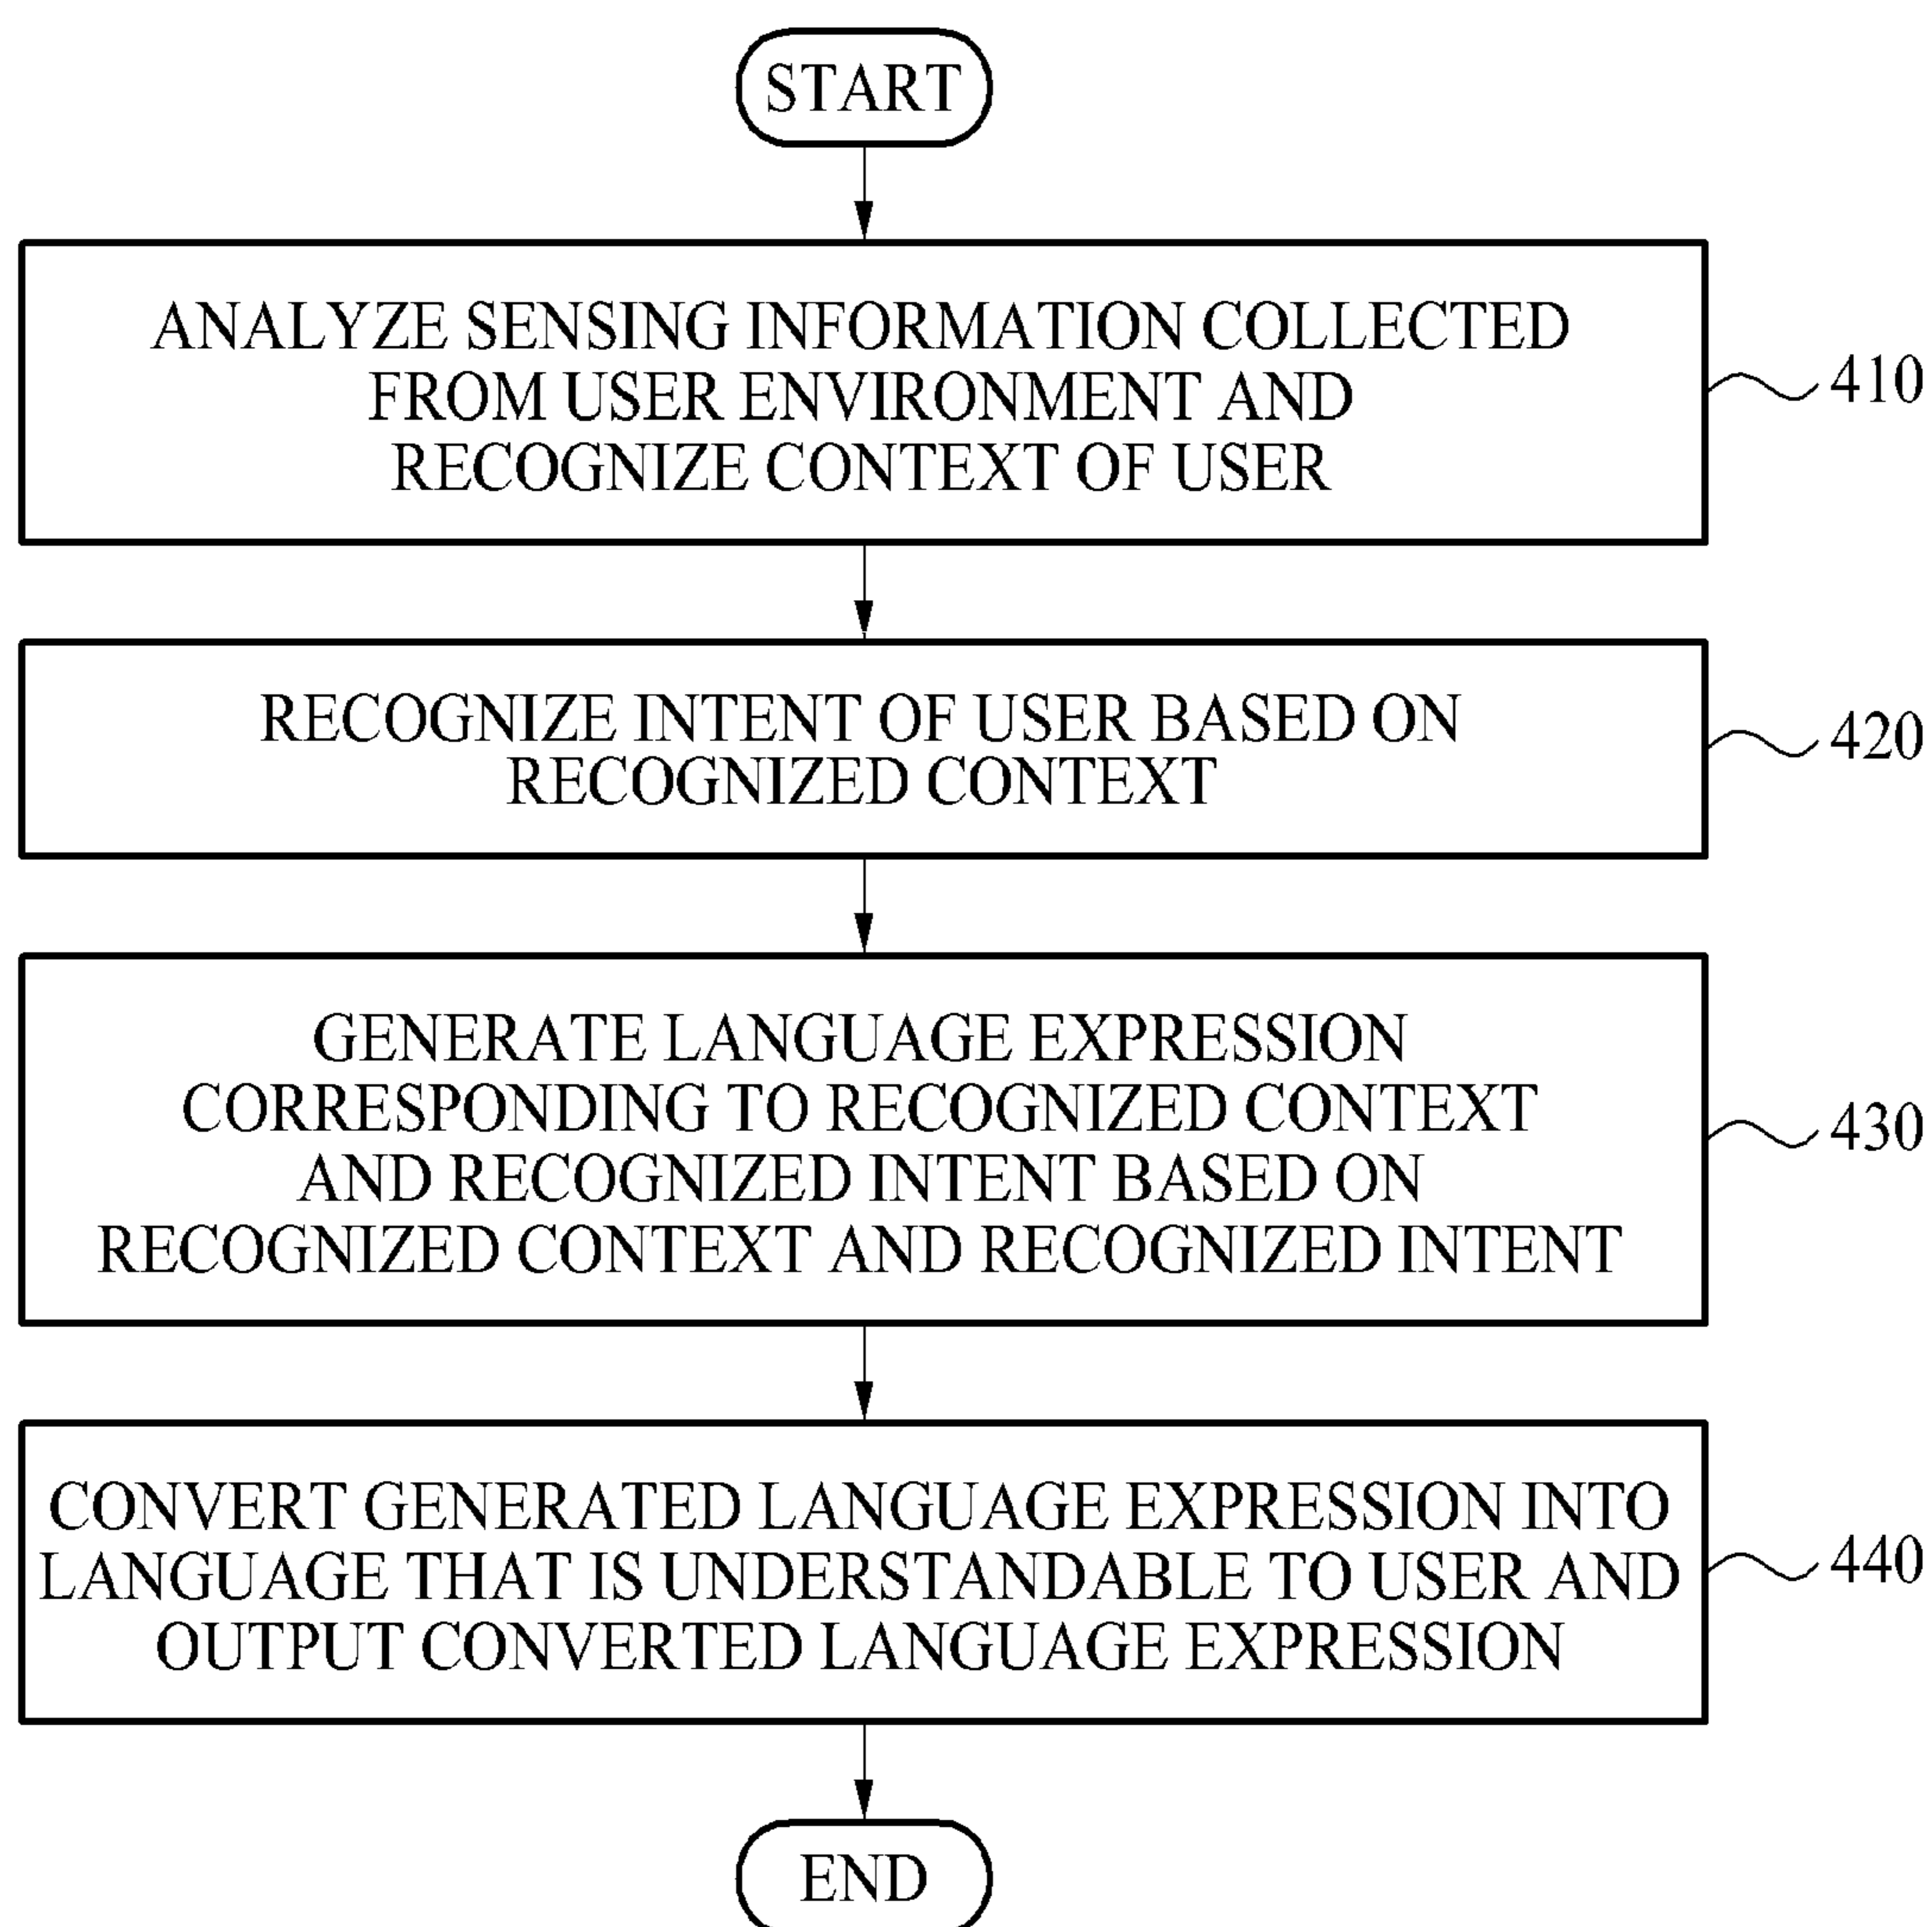 START
ANALYZE SENSING INFORMATION COLLECTED
FROM USER ENVIRONMENT AND
RECOGNIZE CONTEXT OF USER
410
RECOGNIZE INTENT OF USER BASED ON
RECOGNIZED CONTEXT
420
GENERATE LANGUAGE EXPRESSION
CORRESPONDING TO RECOGNIZED CONTEXT
AND RECOGNIZED INTENT BASED ON
RECOGNIZED CONTEXT AND RECOGNIZED INTENT
430
CONVERT GENERATED LANGUAGE EXPRESSION INTO
LANGUAGE THAT IS UNDERSTANDABLE TO USER AND
OUTPUT CONVERTED LANGUAGE EXPRESSION
440
END